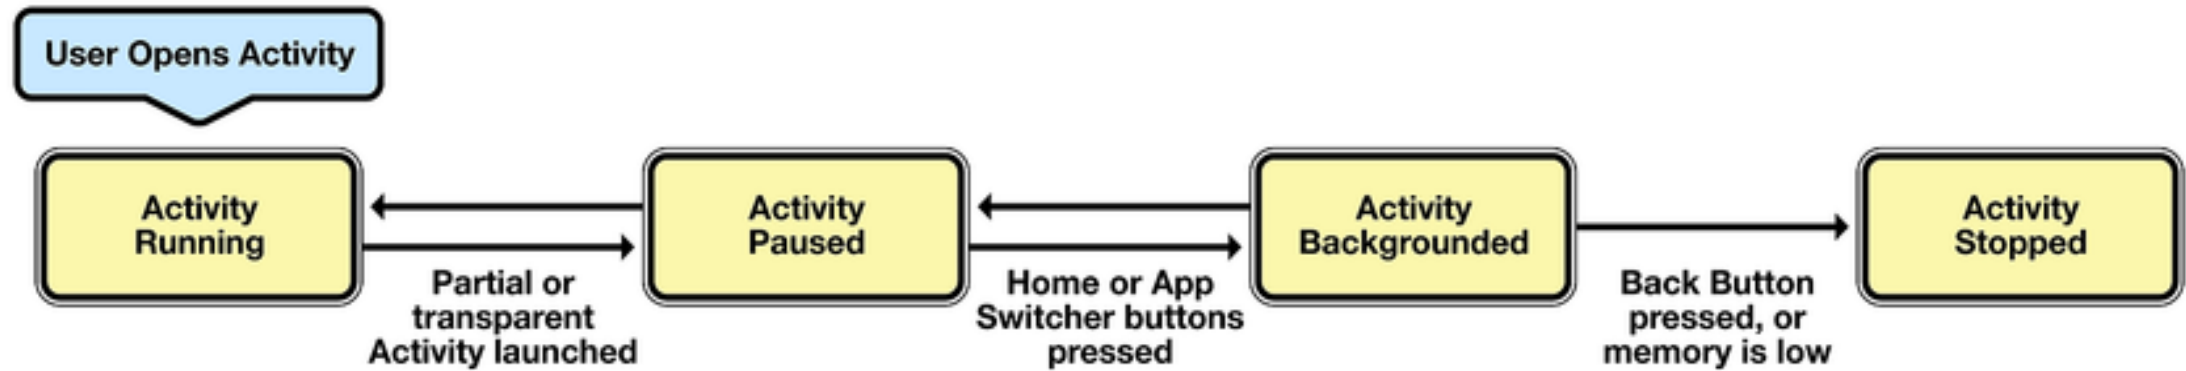 User Opens Activity
Activity
Running
Partial or
transparent
Activity launched
Activity
Paused
Home or App
Switcher buttons
pressed
Activity
Backgrounded
Back Button
pressed, or
memory is low
Activity
Stopped